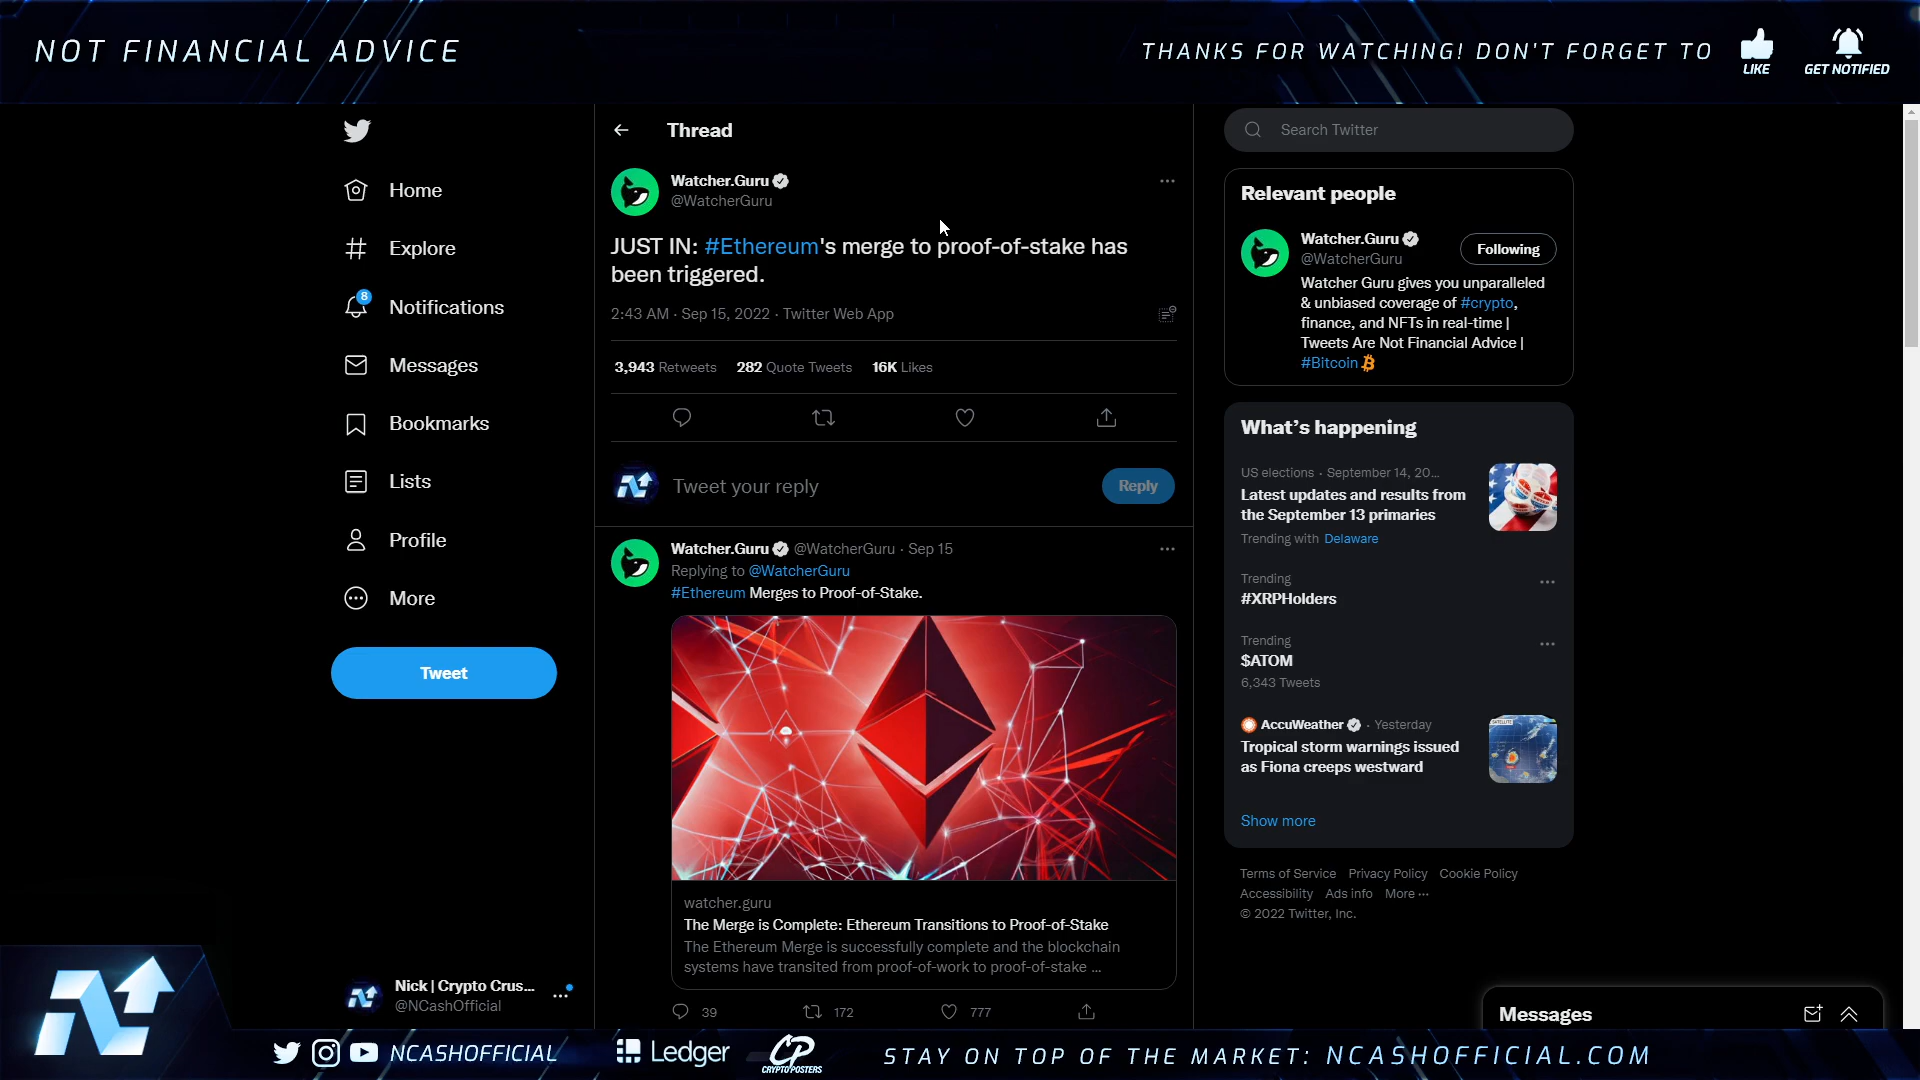 NOT FINANCIAL ADVICE
THANKS FOR WATCHING! DON'T FORGET TO
LIKE
GET NOTIFIED
Home
Explore
8
Notifications
Messages
Bookmarks
Lists
Profile
More
Tweet
Nick | Crypto Crus...
@NCashOfficial
Thread
Watcher.Guru
@WatcherGuru
JUST IN: #Ethereum's merge to proof-of-stake has
been triggered.
2:43 AM · Sep 15, 2022 · Twitter Web App
3,943 Retweets 282 Quote Tweets 16K Likes
Tweet your reply
Reply
Watcher.Guru @WatcherGuru · Sep 15
Replying to @WatcherGuru
#Ethereum Merges to Proof-of-Stake.
watcher.guru
The Merge is Complete: Ethereum Transitions to Proof-of-Stake
The Ethereum Merge is successfully complete and the blockchain
systems have transited from proof-of-work to proof-of-stake ...
39 172 777
Search Twitter
Relevant people
Watcher.Guru
@WatcherGuru
Following
Watcher Guru gives you unparalleled
& unbiased coverage of #crypto,
finance, and NFTs in real-time |
Tweets Are Not Financial Advice |
#Bitcoin
What's happening
US elections · September 14, 20...
Latest updates and results from
the September 13 primaries
Trending with Delaware
Trending
#XRPHolders
Trending
$ATOM
6,343 Tweets
AccuWeather · Yesterday
Tropical storm warnings issued
as Fiona creeps westward
SATELLITE
Show more
Terms of Service Privacy Policy Cookie Policy
Accessibility Ads info More ···
© 2022 Twitter, Inc.
Messages
NCASHOFFICIAL
Ledger
CP
CRYPTO POSTERS
STAY ON TOP OF THE MARKET: NCASHOFFICIAL.COM